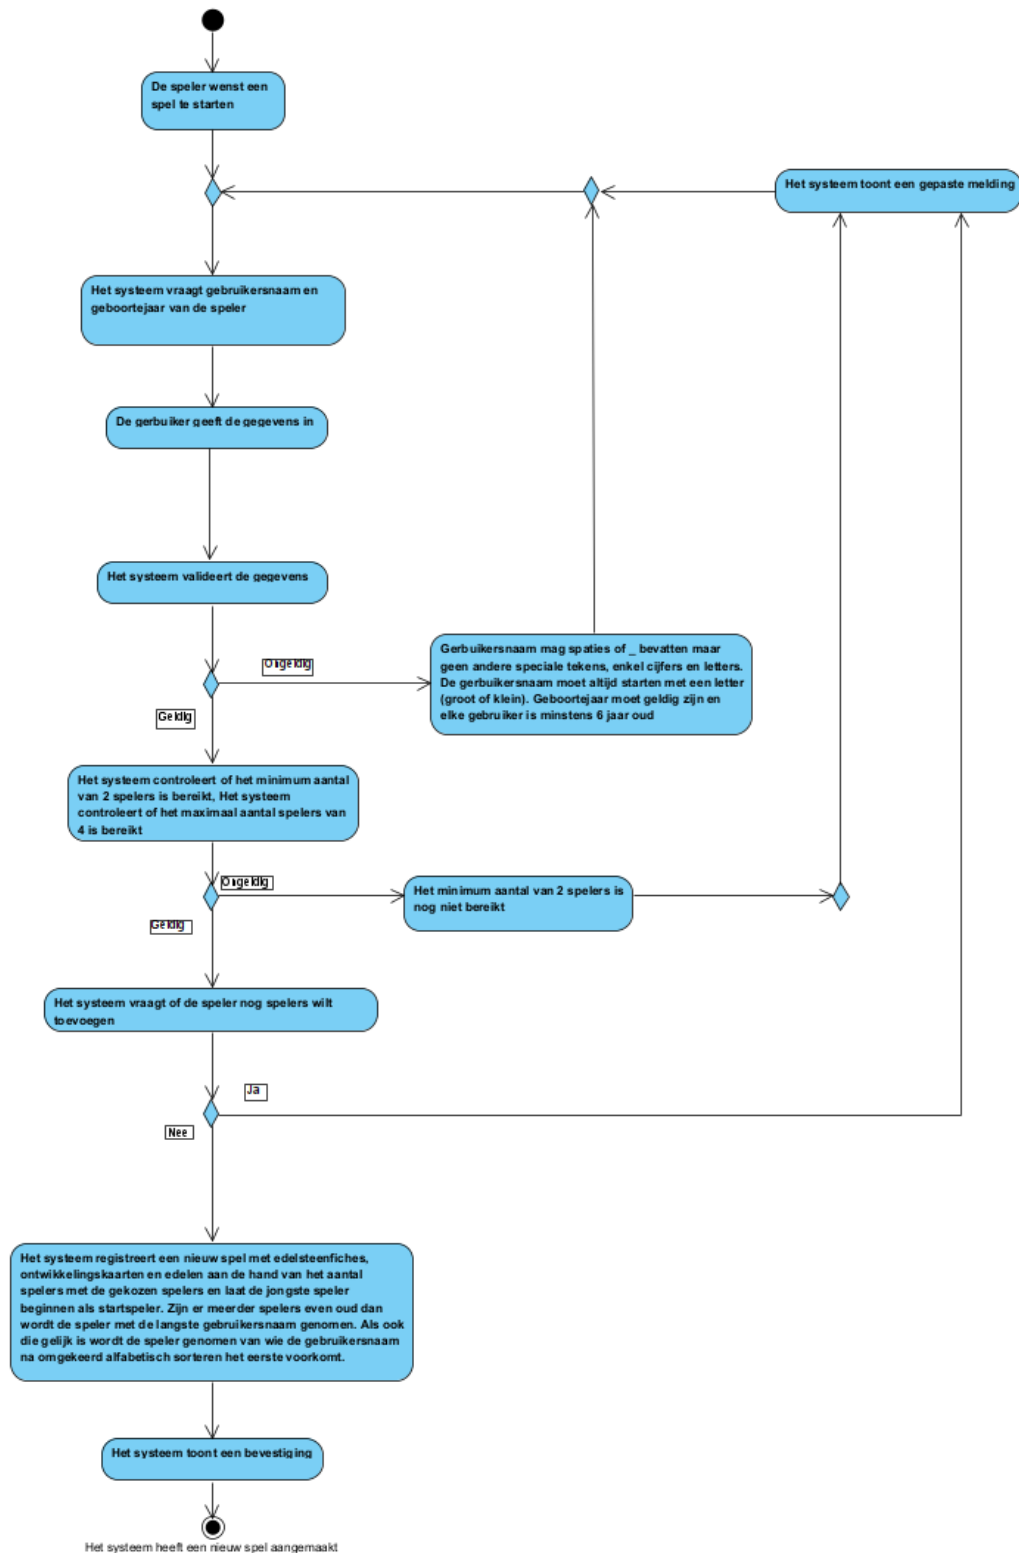 De speler wenst een
spel te starten
Het systeem toont een gepaste melding
Het systeem vraagt gebruikersnaam en
geboortejaar van de speler
De gerbuiker geeft de gegevens in
Het systeem valideert de gegevens
Ongeldig
Gerbuikersnaam mag spaties of _ bevatten maar
geen andere speciale tekens, enkel cijfers en letters.
De gerbuikersnaam moet altijd starten met een letter
(groot of klein). Geboortejaar moet geldig zijn en
elke gebruiker is minstens 6 jaar oud
Geldig
Het systeem controleert of het minimum aantal
van 2 spelers is bereikt, Het systeem
controleert of het maximaal aantal spelers van
4 is bereikt
Ongeldig
Het minimum aantal van 2 spelers is
nog niet bereikt
Geldig
Het systeem vraagt of de speler nog spelers wilt
toevoegen
Ja
Nee
Het systeem registreert een nieuw spel met edelsteenfiches,
ontwikkelingskaarten en edelen aan de hand van het aantal
spelers met de gekozen spelers en laat de jongste speler
beginnen als startspeler. Zijn er meerder spelers even oud dan
wordt de speler met de langste gebruikersnaam genomen. Als ook
die gelijk is wordt de speler genomen van wie de gebruikersnaam
na omgekeerd alfabetisch sorteren het eerste voorkomt.
Het systeem toont een bevestiging
Het systeem heeft een nieuw spel aangemaakt